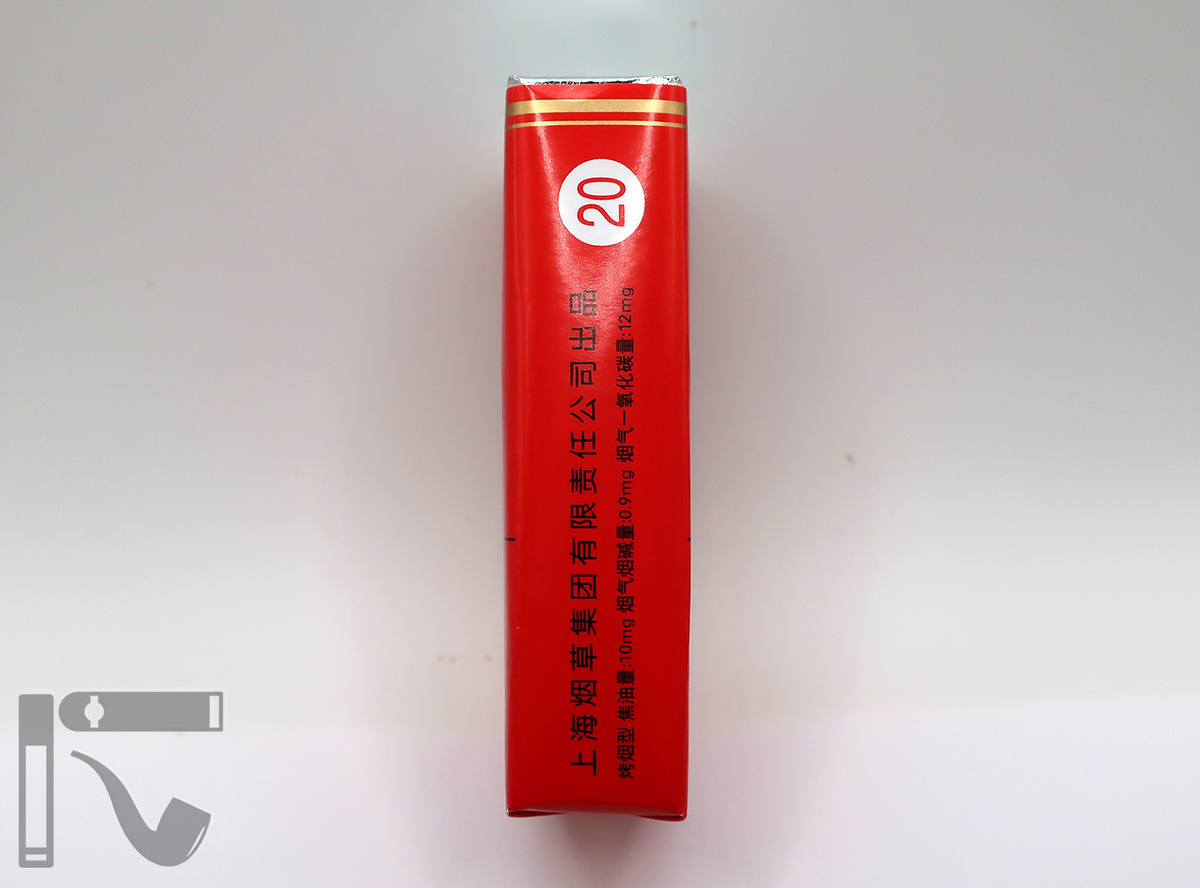 上海烟草集团有限责任公司出品
烤烟型 焦油量:10mg 烟气烟碱量:0.9mg 烟气一氧化碳量:12mg
20